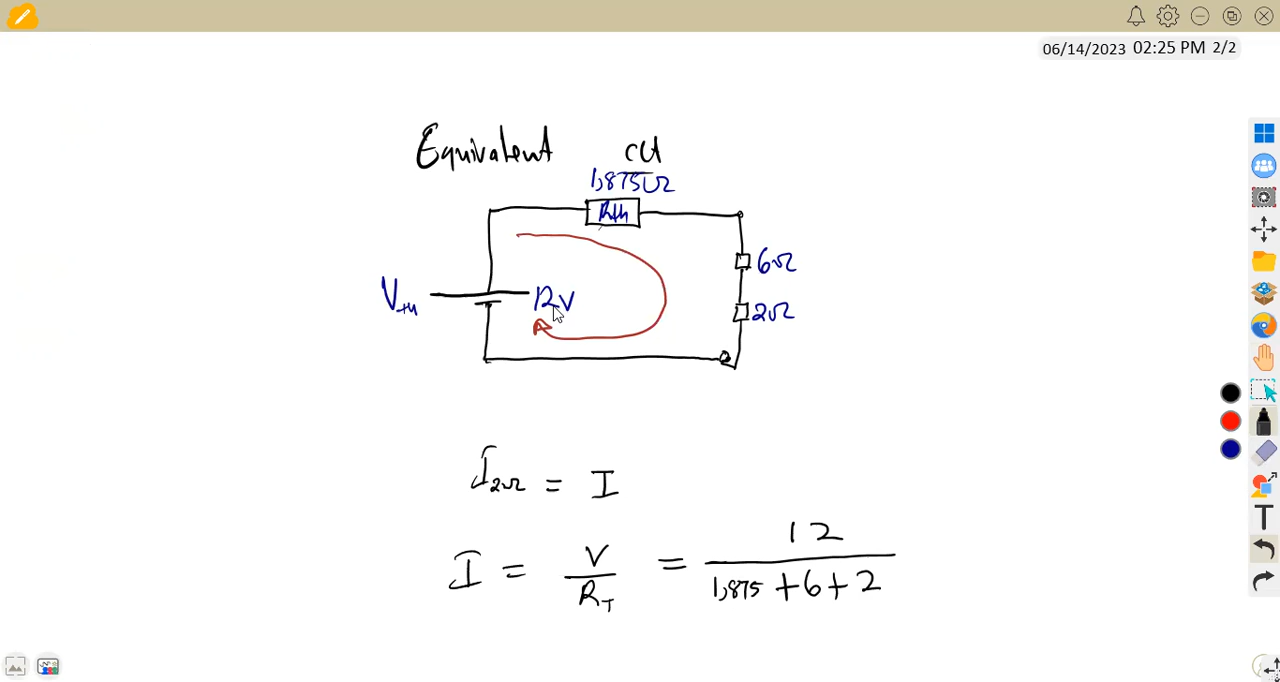 06/14/2023 02:25 PM 2/2
Equivalent cct
1,875Ω
Rth
6Ω
Vth 12V
2Ω
I2Ω = I
I = V/RT = 12/(1,875 + 6 + 2)
T